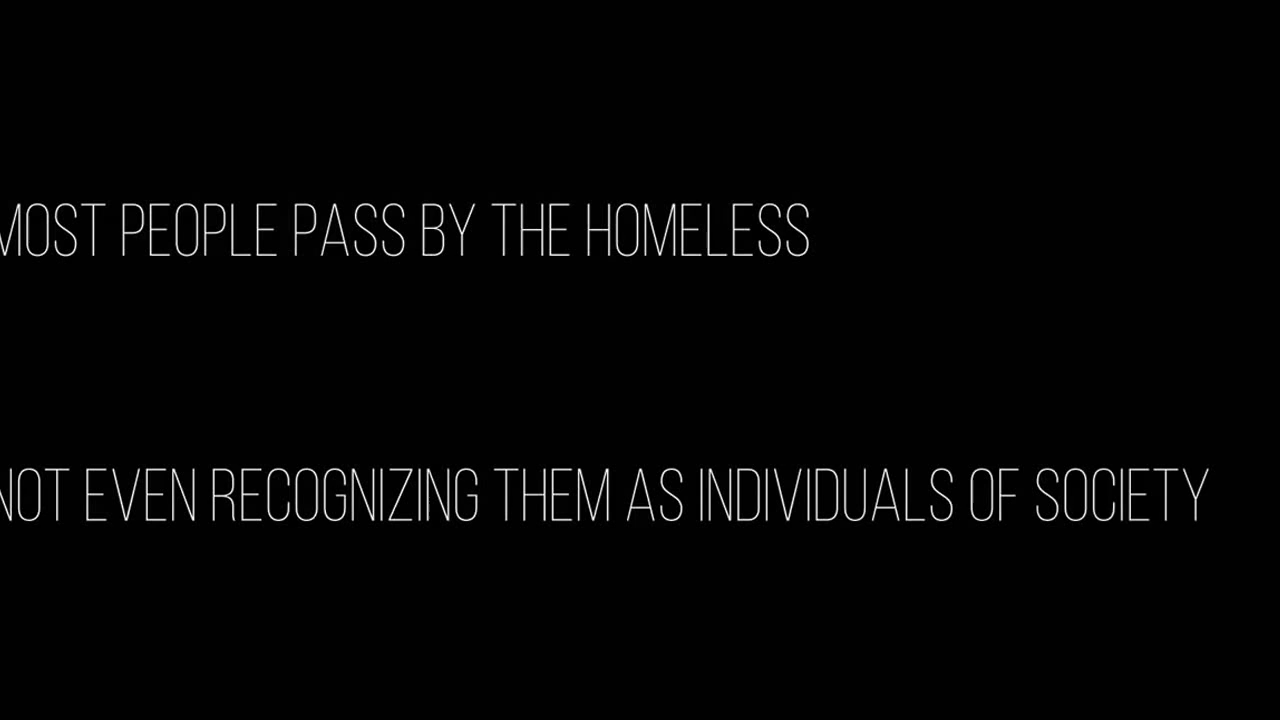 MOST PEOPLE PASS BY THE HOMELESS
NOT EVEN RECOGNIZING THEM AS INDIVIDUALS OF SOCIETY